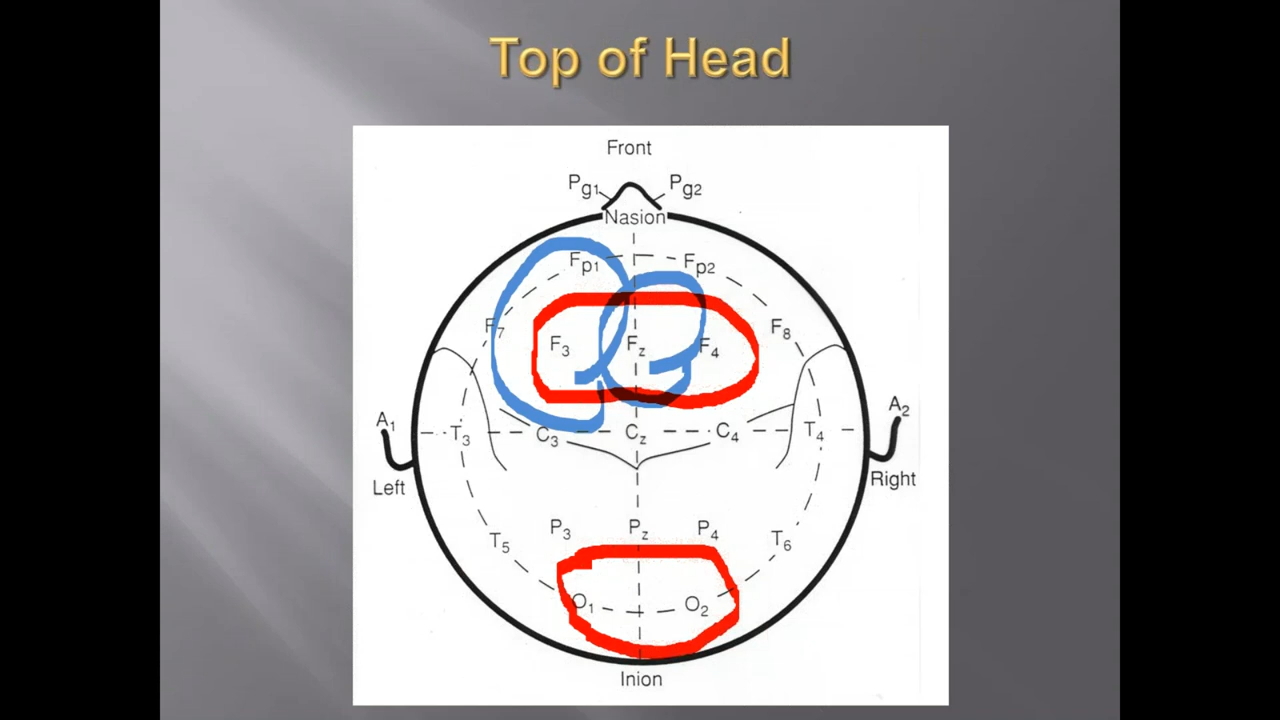 Top of Head
Front
Pg1 Pg2
Nasion
Fp1 Fp2
F7 F8
F3 Fz F4
A1 A2
T3 C3 Cz C4 T4
Left Right
P3 Pz P4
T5 T6
O1 O2
Inion